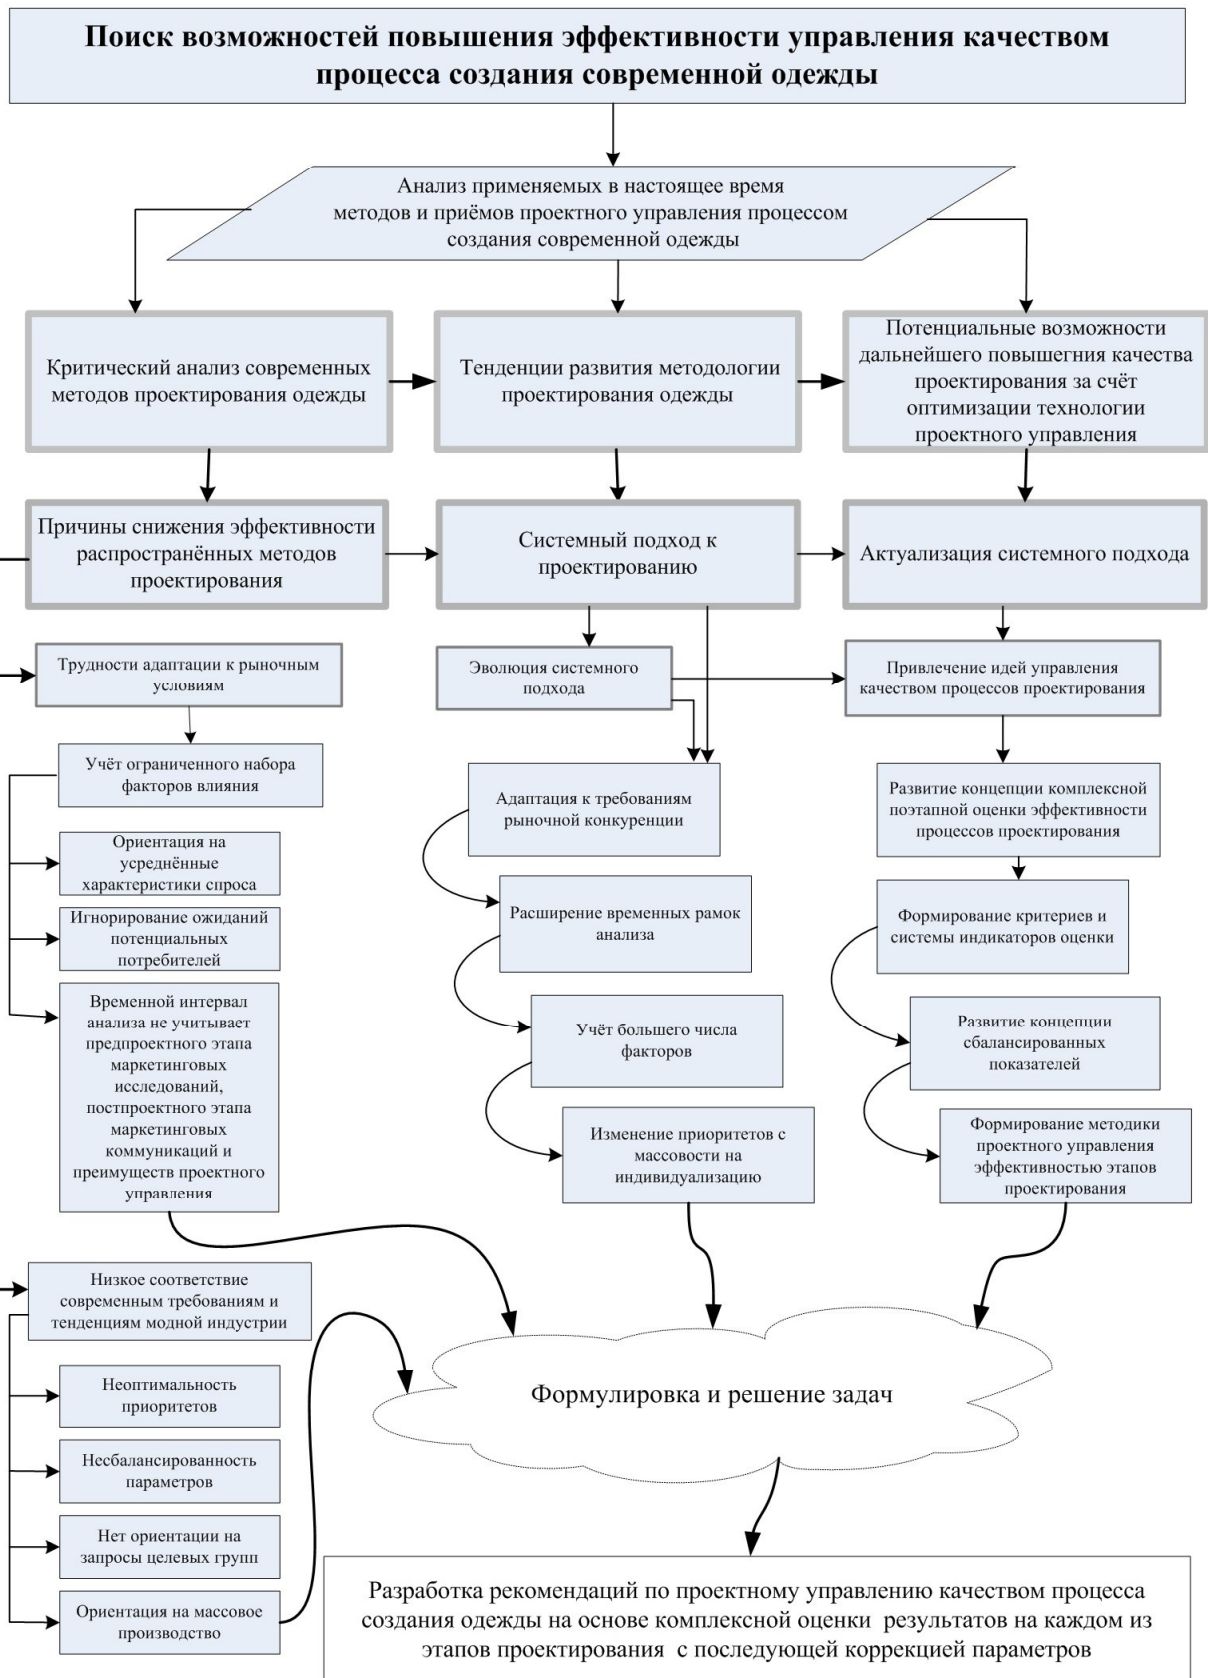 Поиск возможностей повышения эффективности управления качеством
процесса создания современной одежды
Анализ применяемых в настоящее время
методов и приёмов проектного управления процессом
создания современной одежды
Критический анализ современных
методов проектирования одежды
Тенденции развития методологии
проектирования одежды
Потенциальные возможности
дальнейшего повышегния качества
проектирования за счёт
оптимизации технологии
проектного управления
Причины снижения эффективности
распространённых методов
проектирования
Системный подход к
проектированию
Актуализация системного подхода
Трудности адаптации к рыночным
условиям
Эволюция системного
подхода
Привлечение идей управления
качеством процессов проектирования
Учёт ограниченного набора
факторов влияния
Ориентация на
усреднённые
характеристики спроса
Игнорирование ожиданий
потенциальных
потребителей
Временной интервал
анализа не учитывает
предпроектного этапа
маркетинговых
исследований,
постпроектного этапа
маркетинговых
коммуникаций и
преимуществ проектного
управления
Адаптация к требованиям
рыночной конкуренции
Расширение временных рамок
анализа
Учёт большего числа
факторов
Изменение приоритетов с
массовости на
индивидуализацию
Развитие концепции комплексной
поэтапной оценки эффективности
процессов проектирования
Формирование критериев и
системы индикаторов оценки
Развитие концепции
сбалансированных
показателей
Формирование методики
проектного управления
эффективностью этапов
проектирования
Низкое соответствие
современным требованиям и
тенденциям модной индустрии
Неоптимальность
приоритетов
Несбалансированность
параметров
Нет ориентации на
запросы целевых групп
Ориентация на массовое
производство
Формулировка и решение задач
Разработка рекомендаций по проектному управлению качеством процесса
создания одежды на основе комплексной оценки результатов на каждом из
этапов проектирования с последующей коррекцией параметров